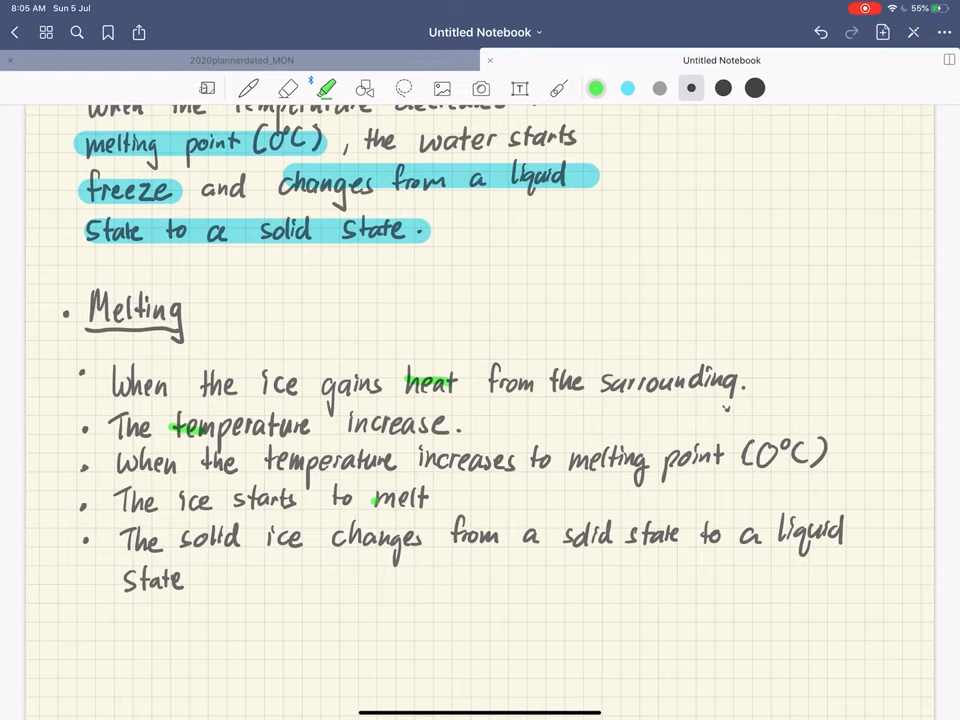 8:05 AM Sun 5 Jul
55%
Untitled Notebook
2020plannerdated_MON
Untitled Notebook
T
when the temperature
melting point (0°C), the water starts
freeze and changes from a liquid
state to a solid state.
• Melting
• When the ice gains heat from the surrounding.
• The temperature increase.
• When the temperature increases to melting point (0°C)
• The ice starts to melt
• The solid ice changes from a solid state to a liquid
state